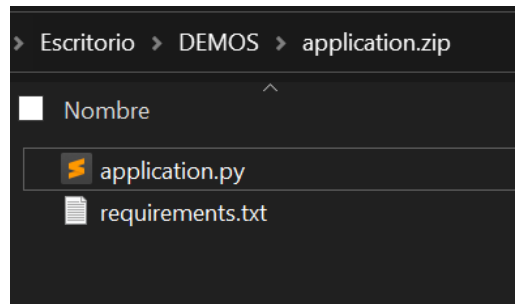 > Escritorio > DEMOS > application.zip
Nombre
application.py
requirements.txt